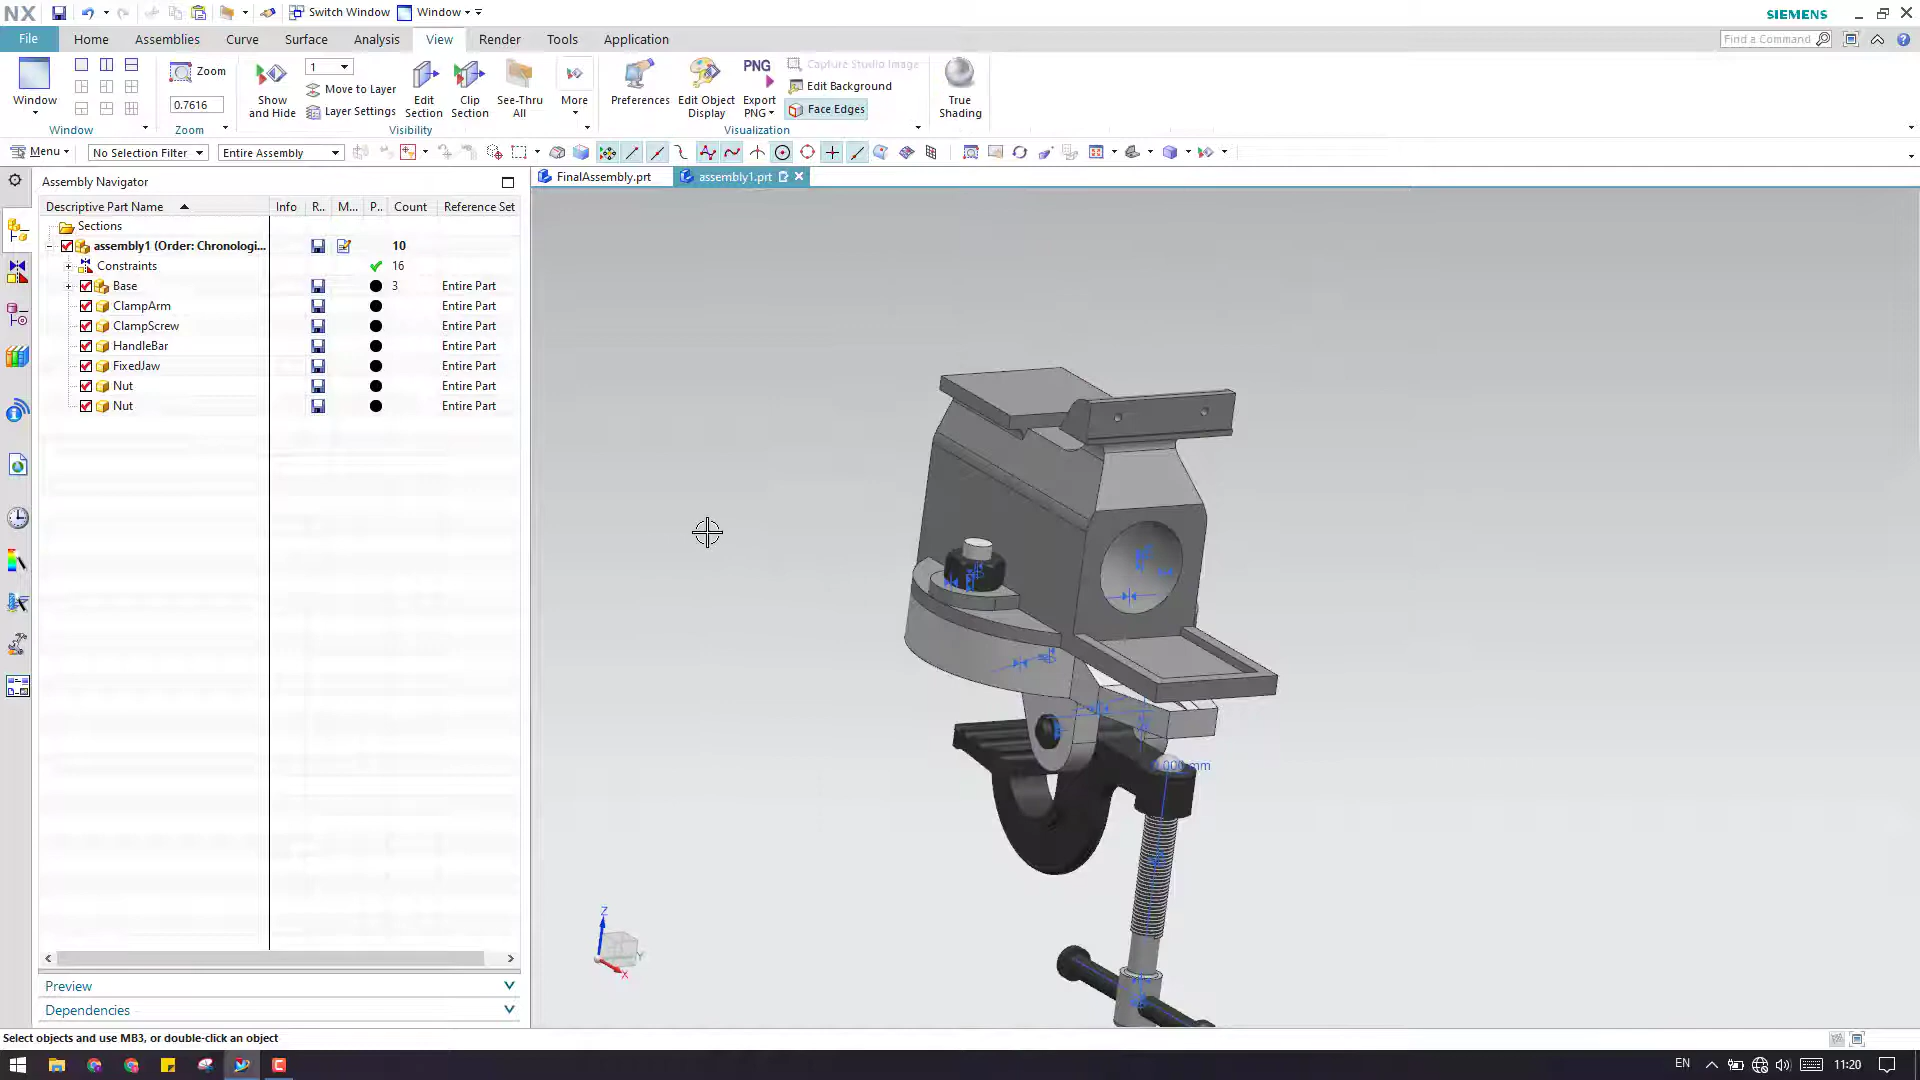 NX
Switch Window
Window
SIEMENS
File
Home
Assemblies
Curve
Surface
Analysis
View
Render
Tools
Application
Find a Command
Window
Zoom
0.7616
Show and Hide
1
Move to Layer
Layer Settings
Edit Section
Clip Section
See-Thru All
More
Preferences
Edit Object Display
PNG
Export PNG
Capture Studio Image
Edit Background
Face Edges
True Shading
Window
Zoom
Visibility
Visualization
Menu
No Selection Filter
Entire Assembly
Assembly Navigator
FinalAssembly.prt
assembly1.prt
Descriptive Part Name
Info
R..
M...
P..
Count
Reference Set
Sections
assembly1 (Order: Chronologi...
10
Constraints
16
Base
3
Entire Part
ClampArm
Entire Part
ClampScrew
Entire Part
HandleBar
Entire Part
FixedJaw
Entire Part
Nut
Entire Part
Nut
Entire Part
mm
Z
Y
X
Preview
Dependencies
Select objects and use MB3, or double-click an object
EN
11:20